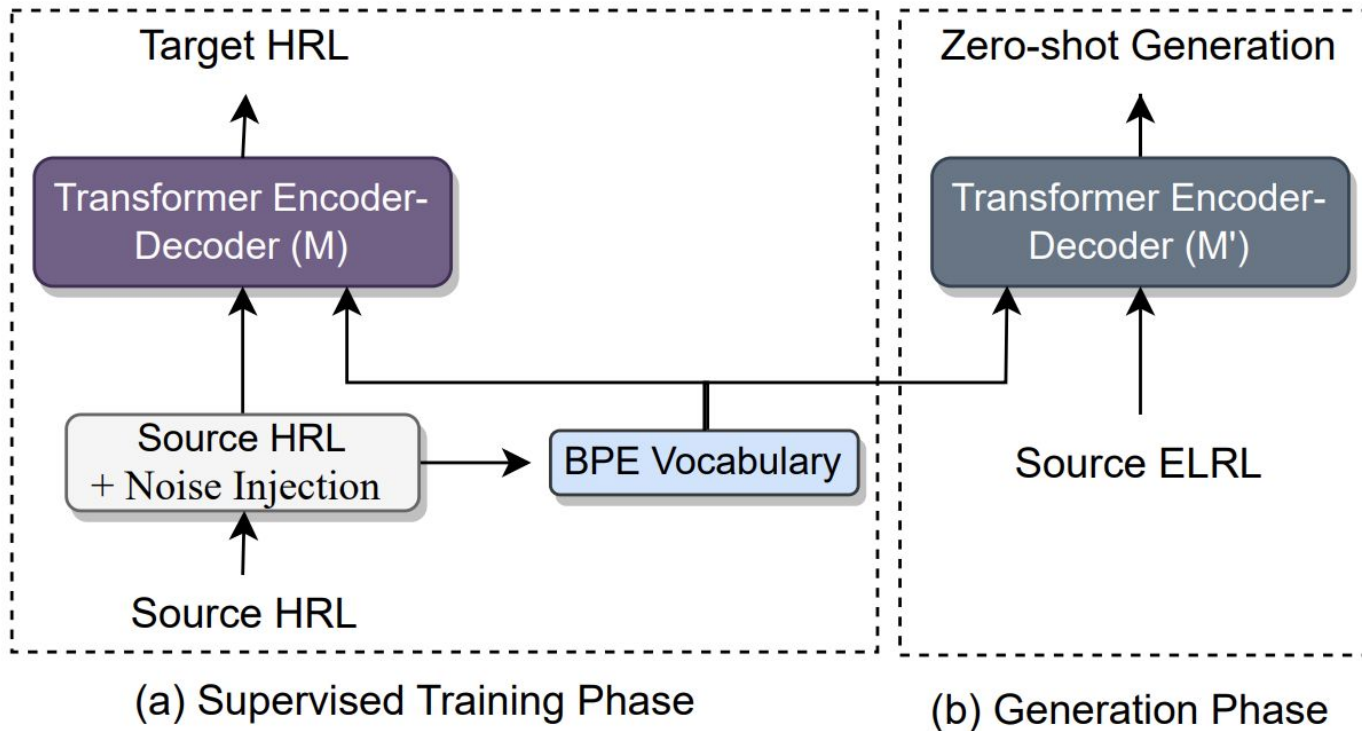 Target HRL
Transformer Encoder-
Decoder (M)
Source HRL
+ Noise Injection
BPE Vocabulary
Source HRL
(a) Supervised Training Phase
Zero-shot Generation
Transformer Encoder-
Decoder (M')
Source ELRL
(b) Generation Phase